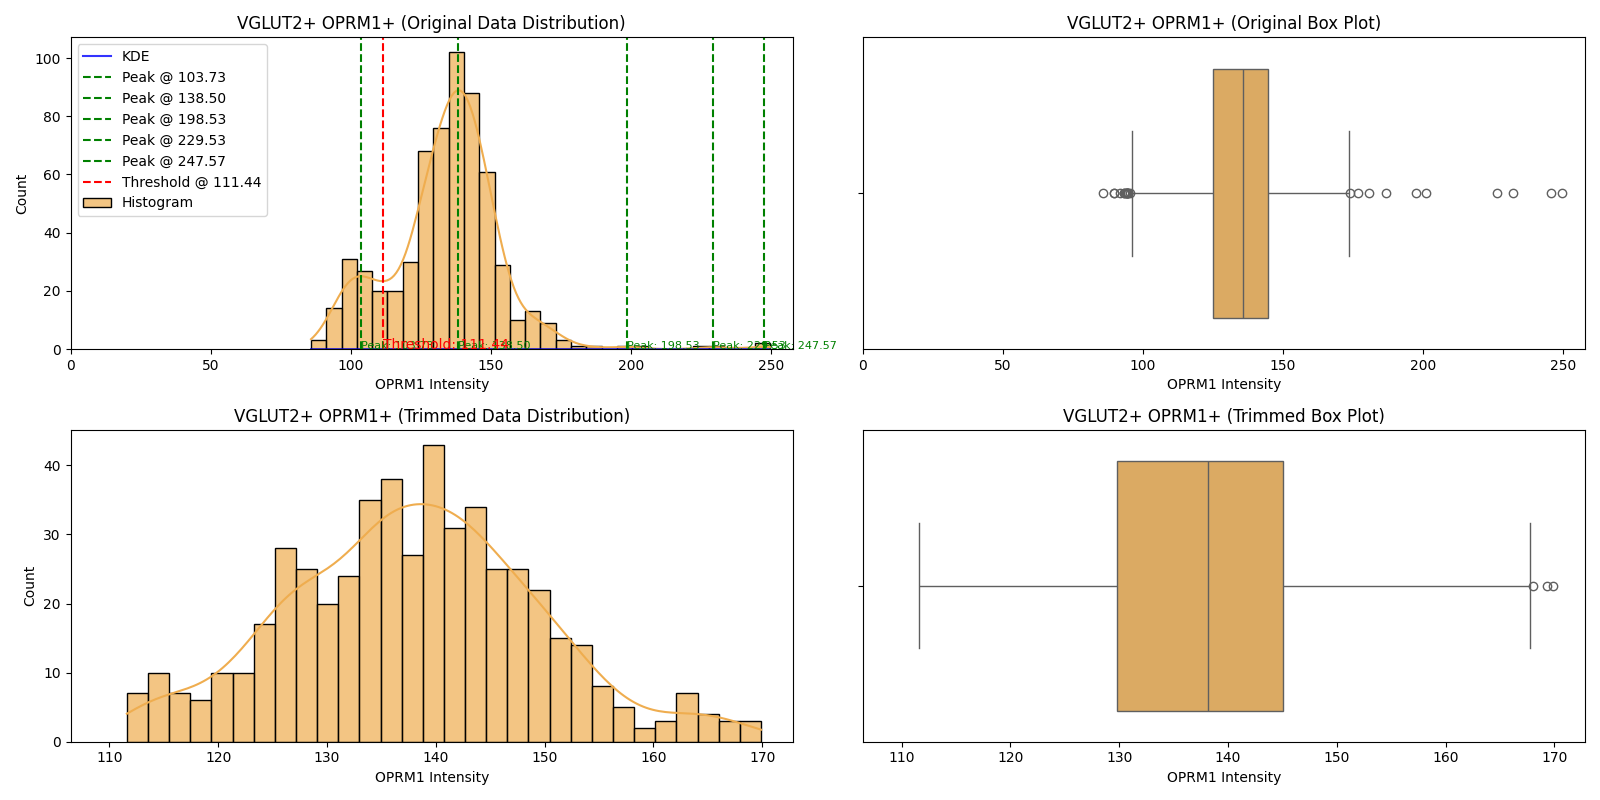 VGLUT2+ OPRM1+ (Original Data Distribution)
KDE
Peak @ 103.73
Peak @ 138.50
Peak @ 198.53
Peak @ 229.53
Peak @ 247.57
Threshold @ 111.44
Histogram
Count
100
80
60
40
20
0
Threshold: 111.44
Peak: 198.53
Peak: 247.57
0 50 100 150 200 250
OPRM1 Intensity
VGLUT2+ OPRM1+ (Original Box Plot)
0 50 100 150 200 250
OPRM1 Intensity
VGLUT2+ OPRM1+ (Trimmed Data Distribution)
Count
40
30
20
10
0
110 120 130 140 150 160 170
OPRM1 Intensity
VGLUT2+ OPRM1+ (Trimmed Box Plot)
110 120 130 140 150 160 170
OPRM1 Intensity